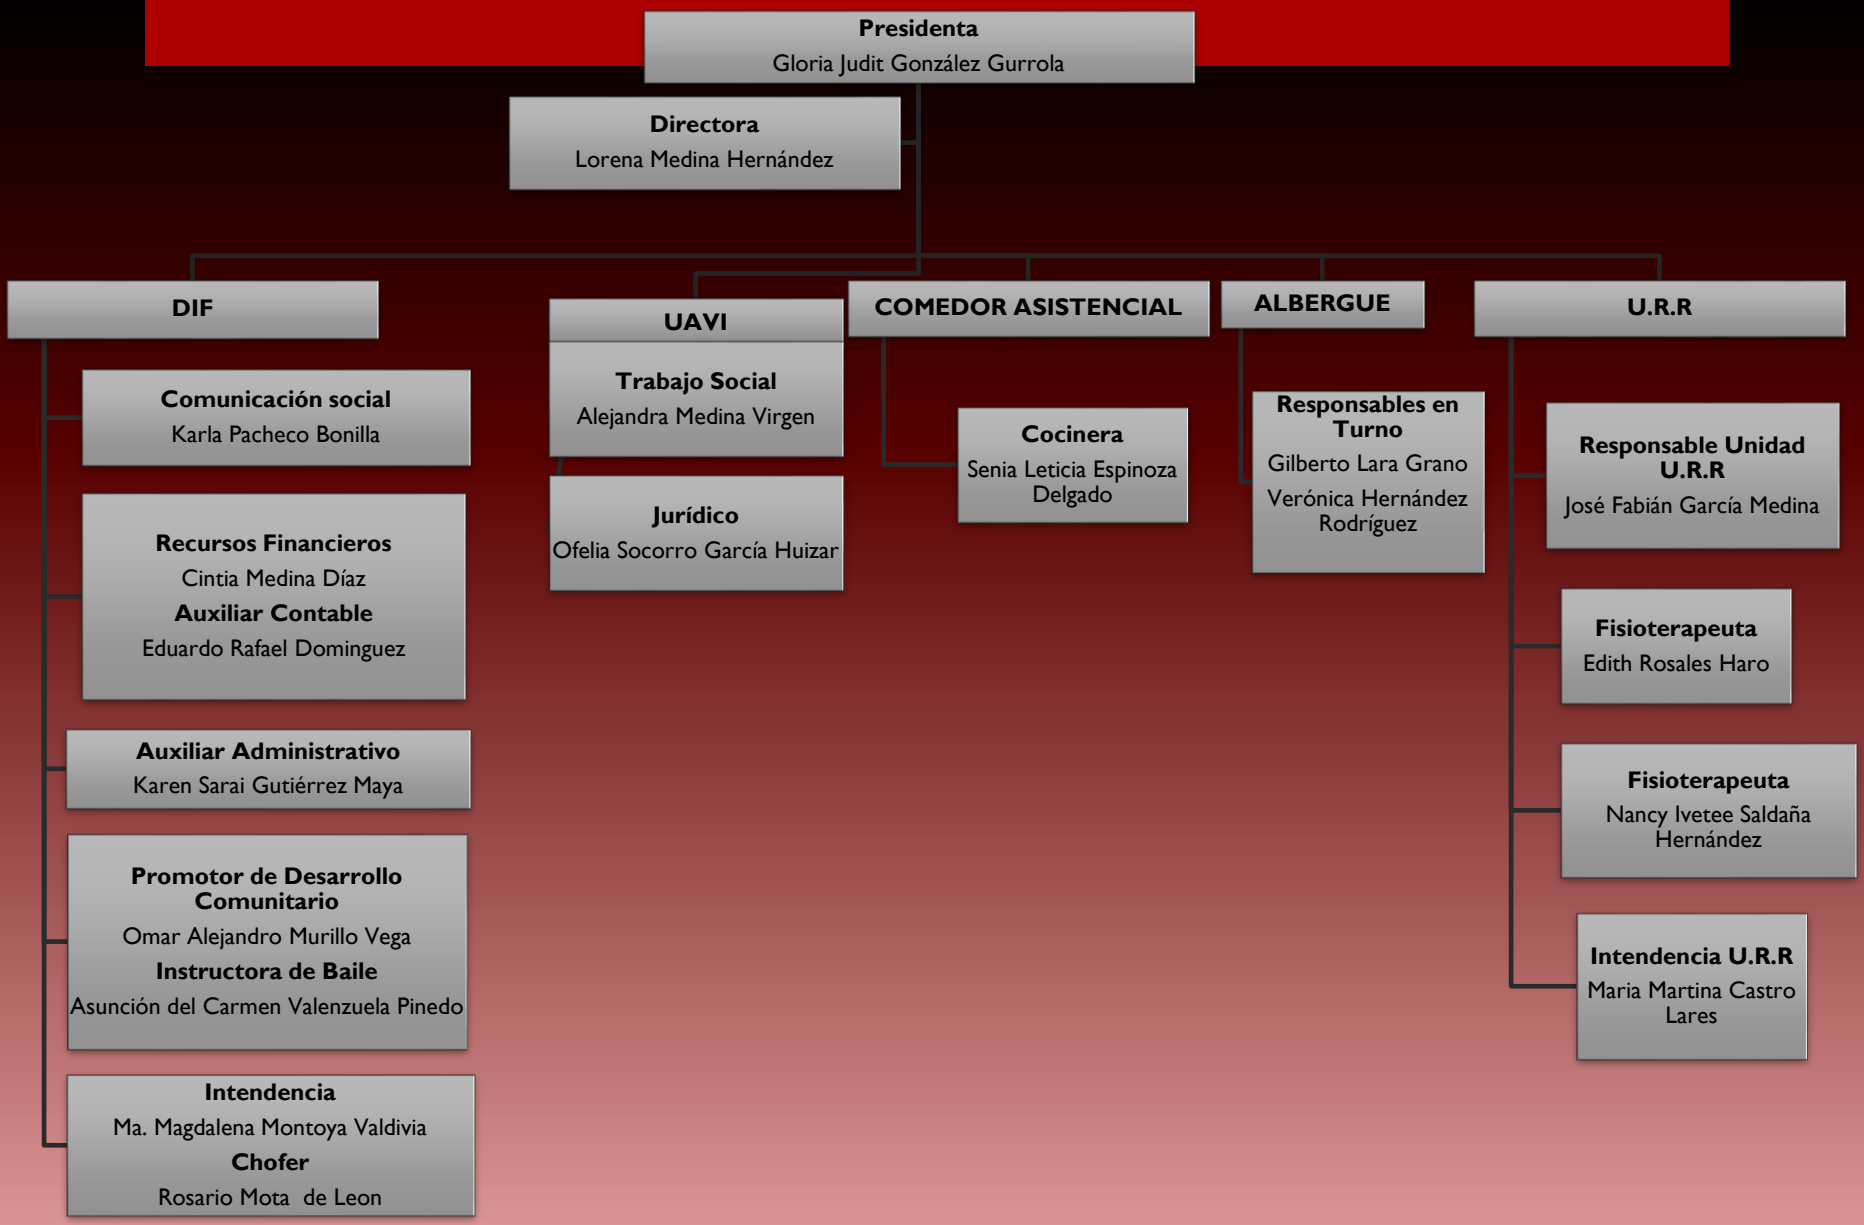 Presidenta
Gloria Judit González Gurrola
Directora
Lorena Medina Hernández
DIF
Comunicación social
Karla Pacheco Bonilla
Recursos Financieros
Cintia Medina Díaz
Auxiliar Contable
Eduardo Rafael Dominguez
Auxiliar Administrativo
Karen Sarai Gutiérrez Maya
Promotor de Desarrollo
Comunitario
Omar Alejandro Murillo Vega
Instructora de Baile
Asunción del Carmen Valenzuela Pinedo
Intendencia
Ma. Magdalena Montoya Valdivia
Chofer
Rosario Mota de Leon
UAVI
Trabajo Social
Alejandra Medina Virgen
Jurídico
Ofelia Socorro García Huizar
COMEDOR ASISTENCIAL
Cocinera
Senia Leticia Espinoza
Delgado
ALBERGUE
Responsables en
Turno
Gilberto Lara Grano
Verónica Hernández
Rodríguez
U.R.R
Responsable Unidad
U.R.R
José Fabián García Medina
Fisioterapeuta
Edith Rosales Haro
Fisioterapeuta
Nancy Ivetee Saldaña
Hernández
Intendencia U.R.R
Maria Martina Castro
Lares